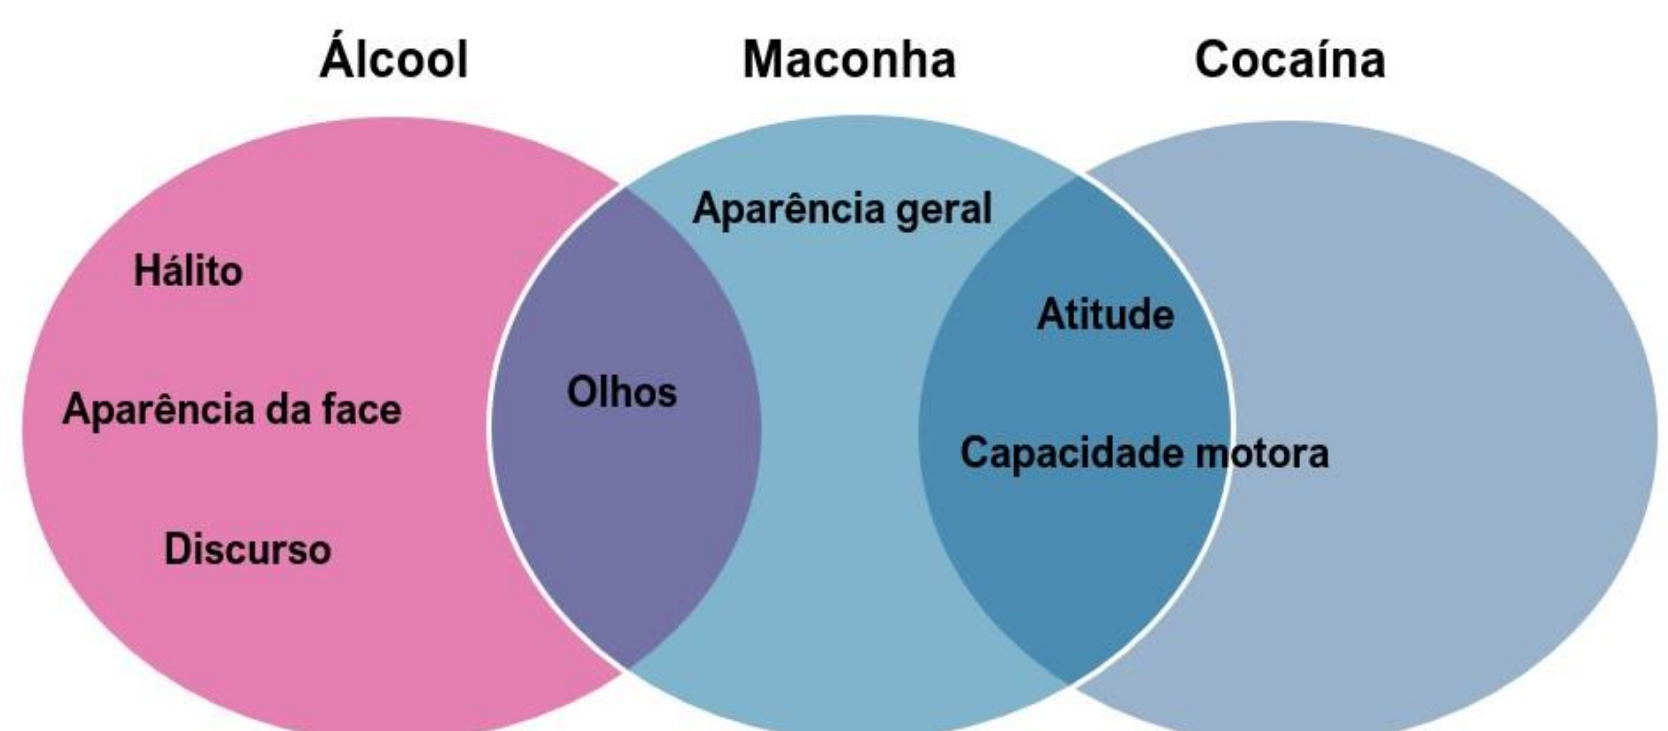 Álcool
Maconha
Cocaína
Hálito
Aparência da face
Discurso
Olhos
Aparência geral
Atitude
Capacidade motora